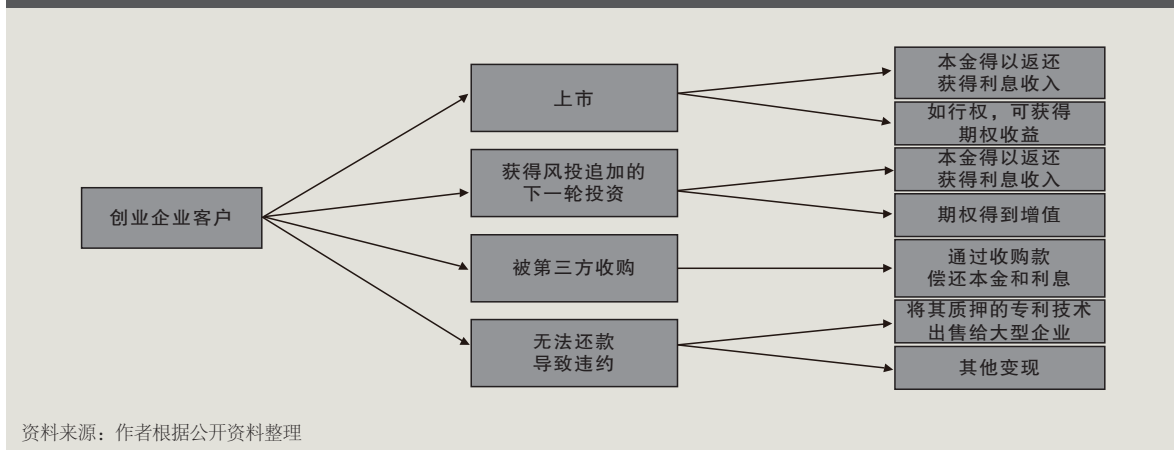 创业企业客户
上市
获得风投追加的
下一轮投资
被第三方收购
无法还款
导致违约
本金得以返还
获得利息收入
如行权，可获得
期权收益
本金得以返还
获得利息收入
期权得到增值
通过收购款
偿还本金和利息
将其质押的专利技术
出售给大型企业
其他变现
资料来源：作者根据公开资料整理